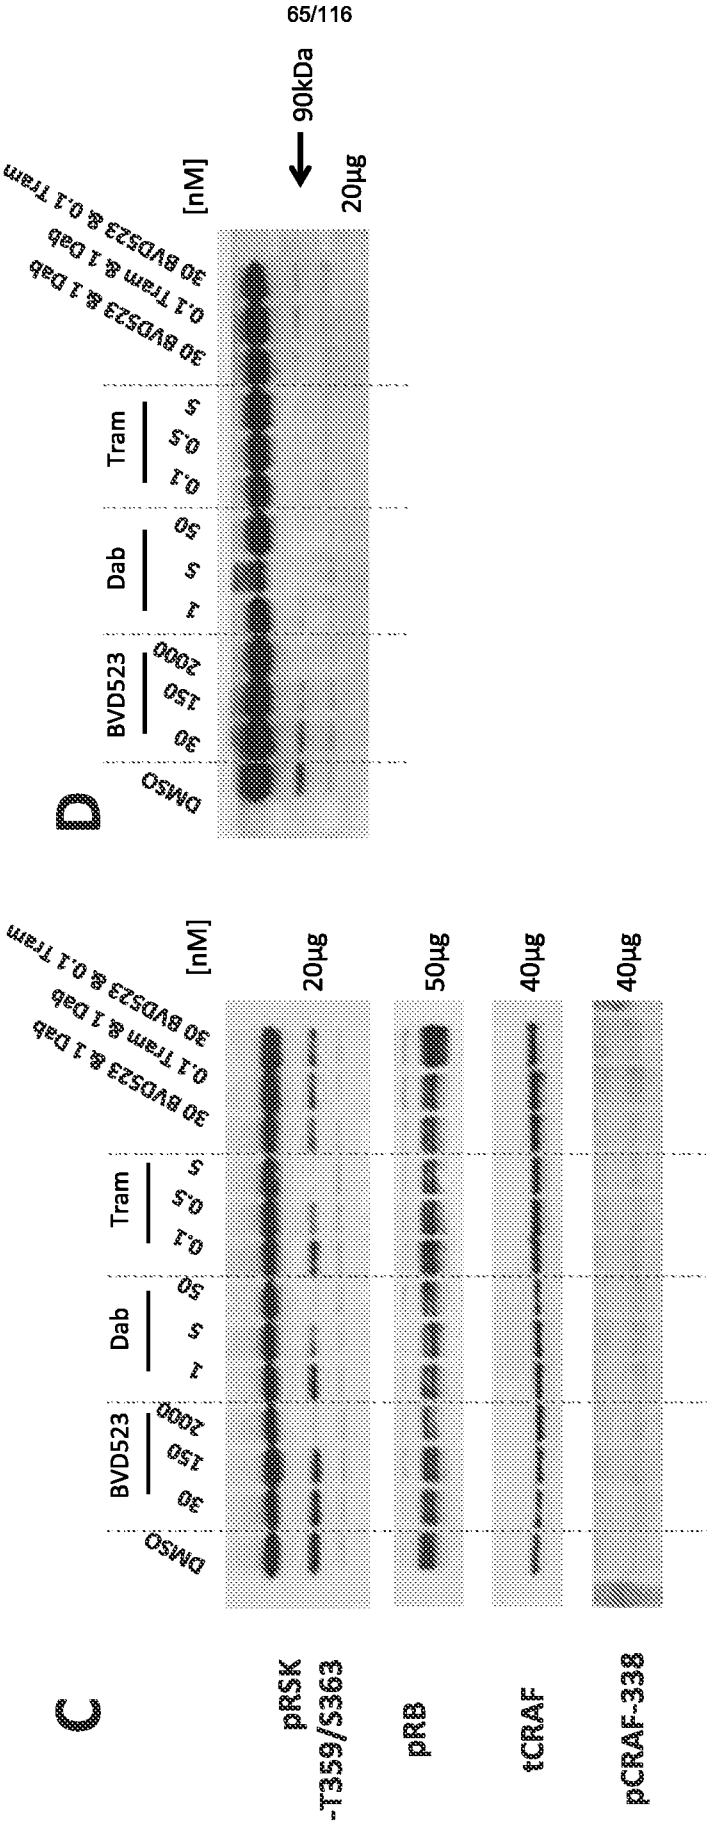 65/116
C
DMSO
BVD523
30
150
2000
Dab
1
5
50
Tram
0.1
0.5
5
30 BVD523 & 1 Dab
0.1 Tram & 1 Dab
30 BVD523 & 0.1 Tram
[nM]
pRSK
-T359/S363
20µg
pRB
50µg
tCRAF
40µg
pCRAF-338
40µg
D
DMSO
BVD523
30
150
2000
Dab
1
5
50
Tram
0.1
0.5
5
30 BVD523 & 1 Dab
0.1 Tram & 1 Dab
30 BVD523 & 0.1 Tram
[nM]
90kDa
20µg